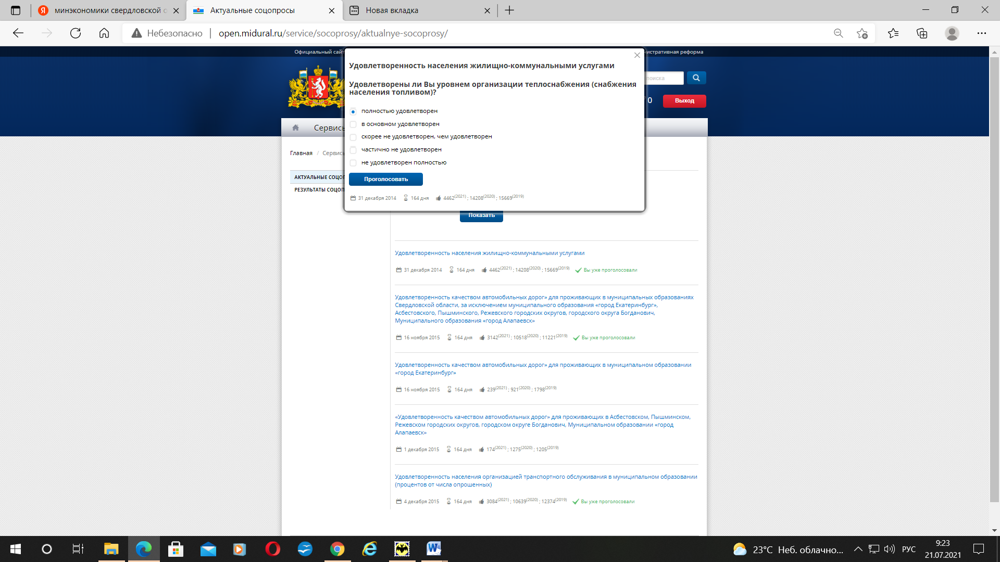 минэкономики свердловской
Актуальные соцопросы
Новая вкладка
Небезопасно
open.midural.ru/service/socoprosy/aktualnye-socoprosy/
Официальный сайт
административная реформа
поиска
0
Выход
Сервисы
Главная / Сервисы
АКТУАЛЬНЫЕ СОЦОП
РЕЗУЛЬТАТЫ СОЦОП
Удовлетворенность населения жилищно-коммунальными услугами
Удовлетворены ли Вы уровнем организации теплоснабжения (снабжения
населения топливом)?
полностью удовлетворен
в основном удовлетворен
скорее не удовлетворен, чем удовлетворен
частично не удовлетворен
не удовлетворен полностью
Проголосовать
31 декабря 2014 164 дня 4462(2021) ; 14208(2020) ; 15669(2019)
Показать
Удовлетворенность населения жилищно-коммунальными услугами
31 декабря 2014 164 дня 4462(2021) ; 14208(2020) ; 15669(2019) Вы уже проголосовали
Удовлетворенность качеством автомобильных дорог» для проживающих в муниципальных образованиях
Свердловской области, за исключением муниципального образования «город Екатеринбург»,
Асбестовского, Пышминского, Режевского городских округов, городского округа Богданович,
Муниципального образования «город Алапаевск»
16 ноября 2015 164 дня 3142(2021) ; 10518(2020) ; 11221(2019) Вы уже проголосовали
Удовлетворенность качеством автомобильных дорог» для проживающих в муниципальном образовании
«город Екатеринбург»
16 ноября 2015 164 дня 239(2021) ; 921(2020) ; 1798(2019)
«Удовлетворенность качеством автомобильных дорог» для проживающих в Асбестовском, Пышминском,
Режевском городских округов, городском округе Богданович, Муниципальном образовании «город
Алапаевск»
1 декабря 2015 164 дня 174(2021) ; 1275(2020) ; 1205(2019)
Удовлетворенность населения организацией транспортного обслуживания в муниципальном образовании
(процентов от числа опрошенных)
4 декабря 2015 164 дня 3084(2021) ; 10639(2020) ; 12374(2019) Вы уже проголосовали
23°C Неб. облачно...
РУС
9:23
21.07.2021